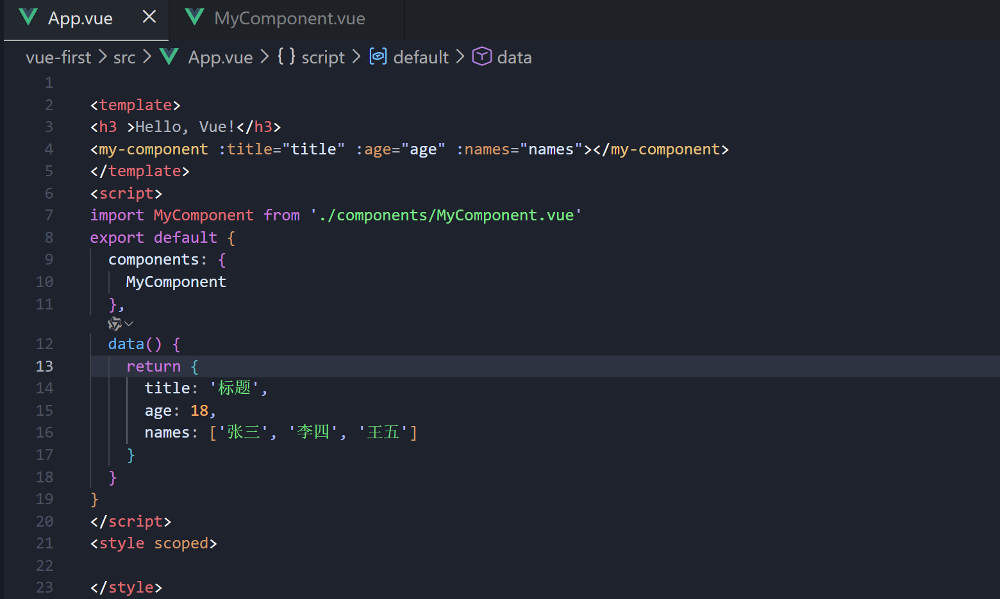 App.vue MyComponent.vue
vue-first > src > App.vue > {} script > default > data
1
2 <template>
3 <h3 >Hello, Vue!</h3>
4 <my-component :title="title" :age="age" :names="names"></my-component>
5 </template>
6 <script>
7 import MyComponent from './components/MyComponent.vue'
8 export default {
9 components: {
10 MyComponent
11 },
12 data() {
13 return {
14 title: '标题',
15 age: 18,
16 names: ['张三', '李四', '王五']
17 }
18 }
19 }
20 </script>
21 <style scoped>
22
23 </style>